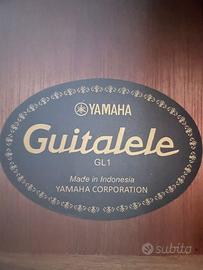 YAMAHA
Guitalele
GL1
Made in Indonesia
YAMAHA CORPORATION
subito